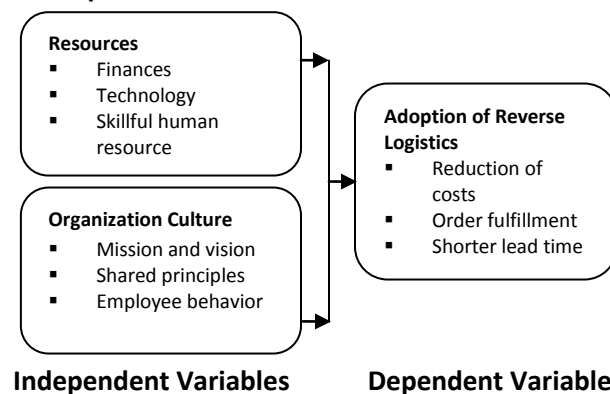 Resources
▪ Finances
▪ Technology
▪ Skillful human
resource
Organization Culture
▪ Mission and vision
▪ Shared principles
▪ Employee behavior
Adoption of Reverse
Logistics
▪ Reduction of
costs
▪ Order fulfillment
▪ Shorter lead time
Independent Variables
Dependent Variable